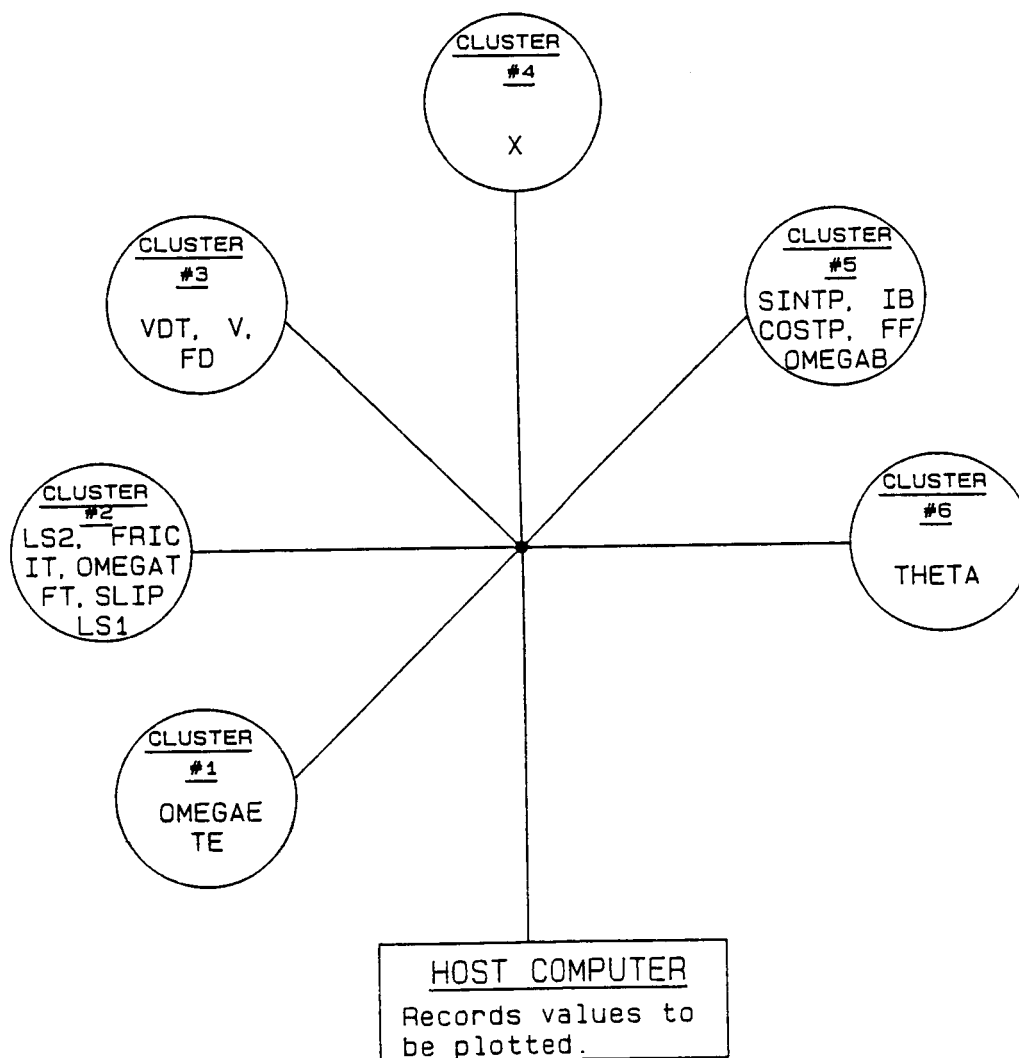 CLUSTER
#4
X
CLUSTER
#3
VDT, V,
FD
CLUSTER
#5
SINTP, IB
COSTP, FF
OMEGAB
CLUSTER
#2
LS2, FRIC
IT, OMEGAT
FT, SLIP
LS1
CLUSTER
#6
THETA
CLUSTER
#1
OMEGAE
TE
HOST COMPUTER
Records values to
be plotted.